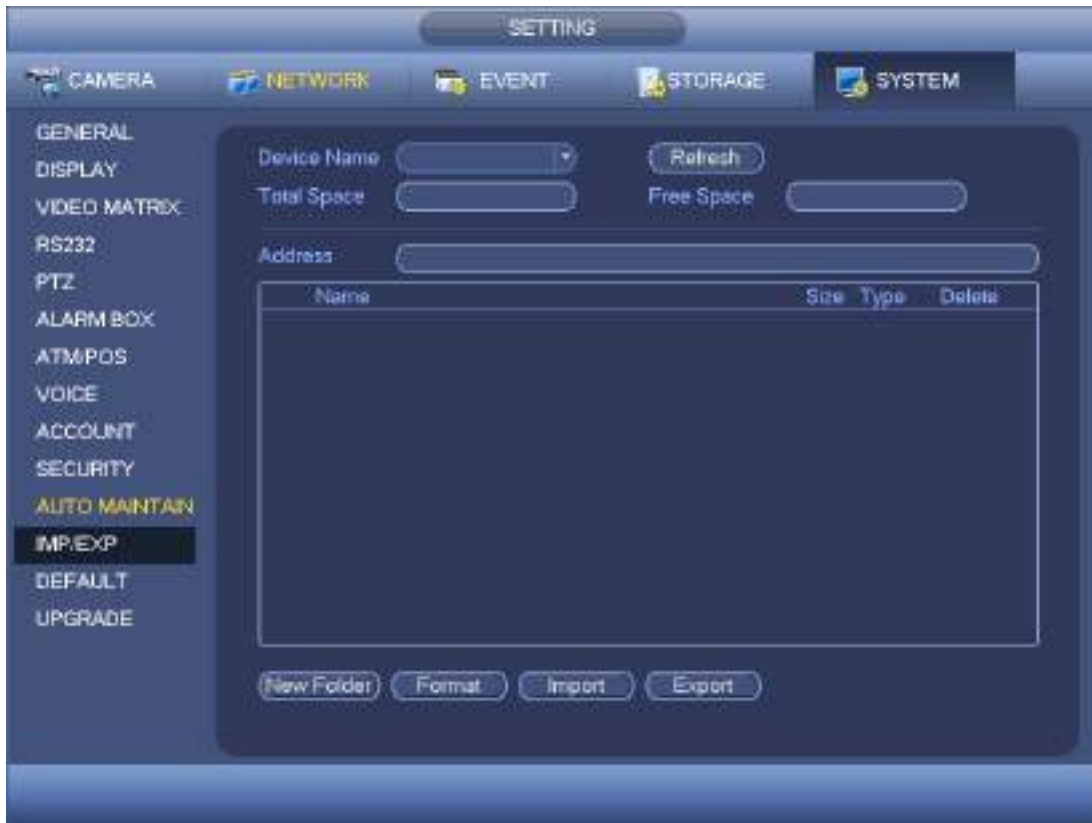 SETTING
CAMERA NETWORK EVENT STORAGE SYSTEM
GENERAL
DISPLAY
VIDEO MATRIX
RS232
PTZ
ALARM BOX
ATM/POS
VOICE
ACCOUNT
SECURITY
AUTO MAINTAIN
IMP/EXP
DEFAULT
UPGRADE
Device Name Refresh
Total Space Free Space
Address
Name Size Type Delete
New Folder Format Import Export